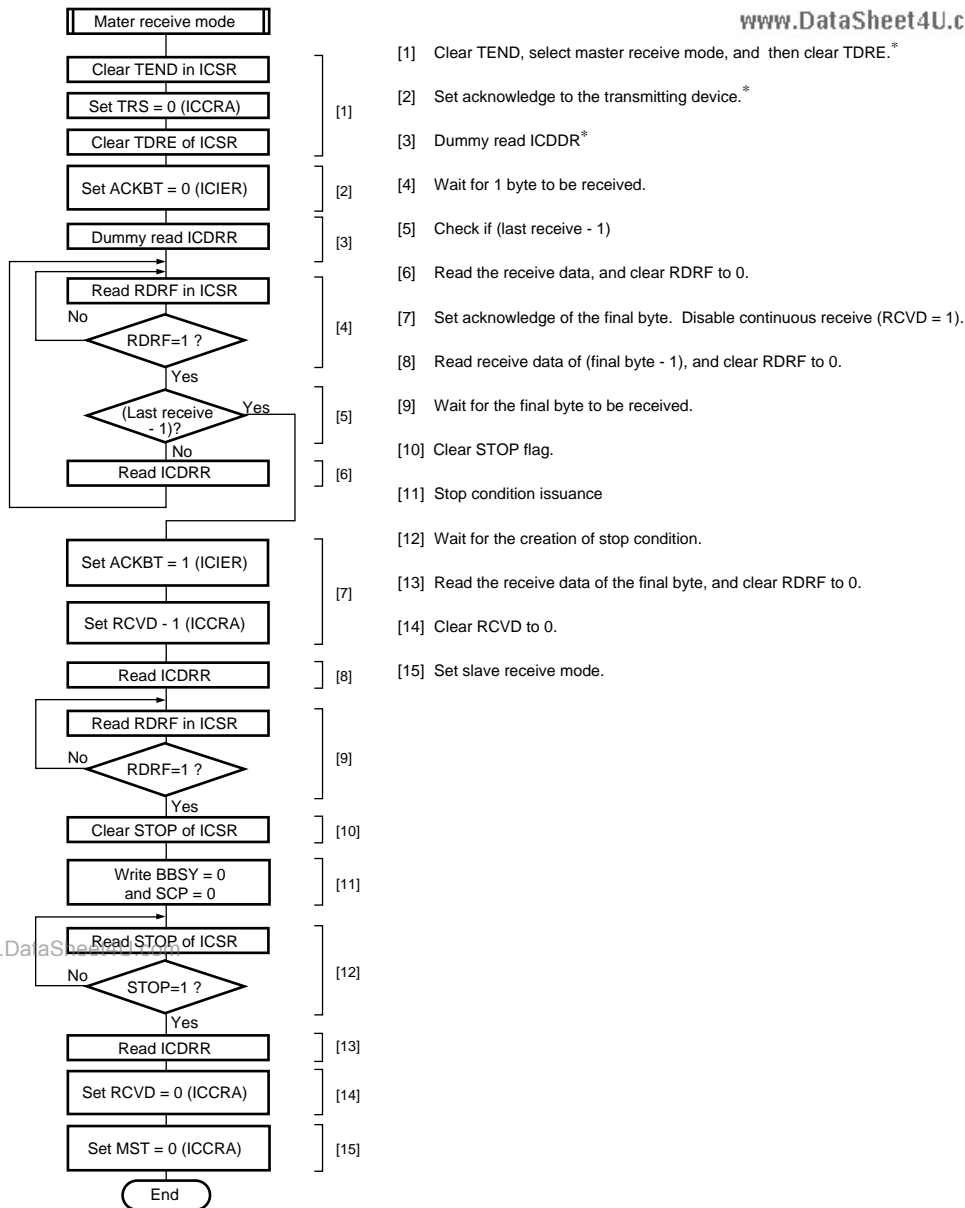 www.DataSheet4U.c
Mater receive mode
Clear TEND in ICSR
Set TRS = 0 (ICCRA)
Clear TDRE of ICSR
[1]
Set ACKBT = 0 (ICIER)
[2]
Dummy read ICDRR
[3]
Read RDRF in ICSR
No
RDRF=1 ?
[4]
Yes
(Last receive
- 1)?
Yes
[5]
No
Read ICDRR
[6]
Set ACKBT = 1 (ICIER)
[7]
Set RCVD - 1 (ICCRA)
Read ICDRR
[8]
Read RDRF in ICSR
No
RDRF=1 ?
[9]
Yes
Clear STOP of ICSR
[10]
Write BBSY = 0
and SCP = 0
[11]
Read STOP of ICSR
.DataSheet4U.com
No
STOP=1 ?
[12]
Yes
Read ICDRR
[13]
Set RCVD = 0 (ICCRA)
[14]
Set MST = 0 (ICCRA)
[15]
End
[1] Clear TEND, select master receive mode, and then clear TDRE.*
[2] Set acknowledge to the transmitting device.*
[3] Dummy read ICDDR*
[4] Wait for 1 byte to be received.
[5] Check if (last receive - 1)
[6] Read the receive data, and clear RDRF to 0.
[7] Set acknowledge of the final byte. Disable continuous receive (RCVD = 1).
[8] Read receive data of (final byte - 1), and clear RDRF to 0.
[9] Wait for the final byte to be received.
[10] Clear STOP flag.
[11] Stop condition issuance
[12] Wait for the creation of stop condition.
[13] Read the receive data of the final byte, and clear RDRF to 0.
[14] Clear RCVD to 0.
[15] Set slave receive mode.